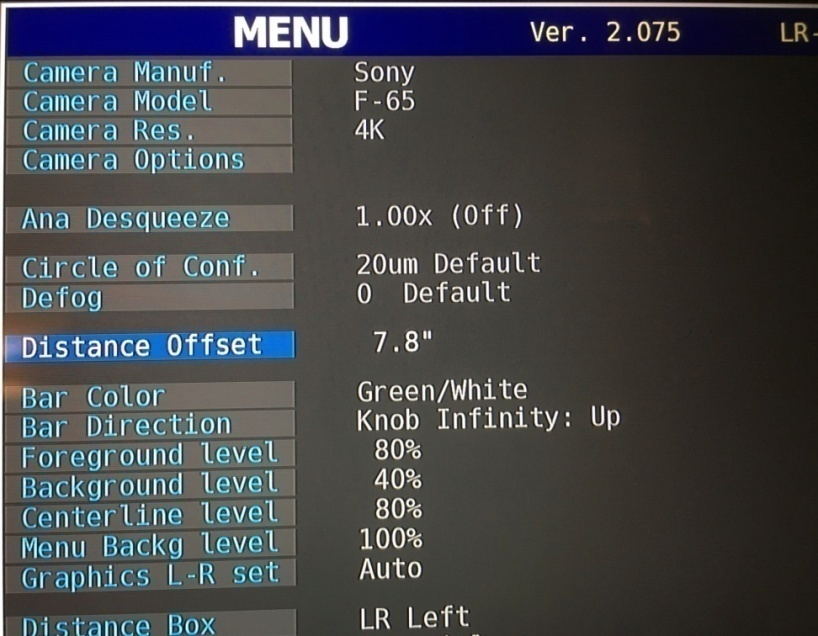 MENU Ver. 2.075 LR-
Camera Manuf. Sony
Camera Model F-65
Camera Res. 4K
Camera Options
Ana Desqueeze 1.00x (Off)
Circle of Conf. 20um Default
Defog 0 Default
Distance Offset 7.8"
Bar Color Green/White
Bar Direction Knob Infinity: Up
Foreground level 80%
Background level 40%
Centerline level 80%
Menu Backg level 100%
Graphics L-R set Auto
Distance Box LR Left